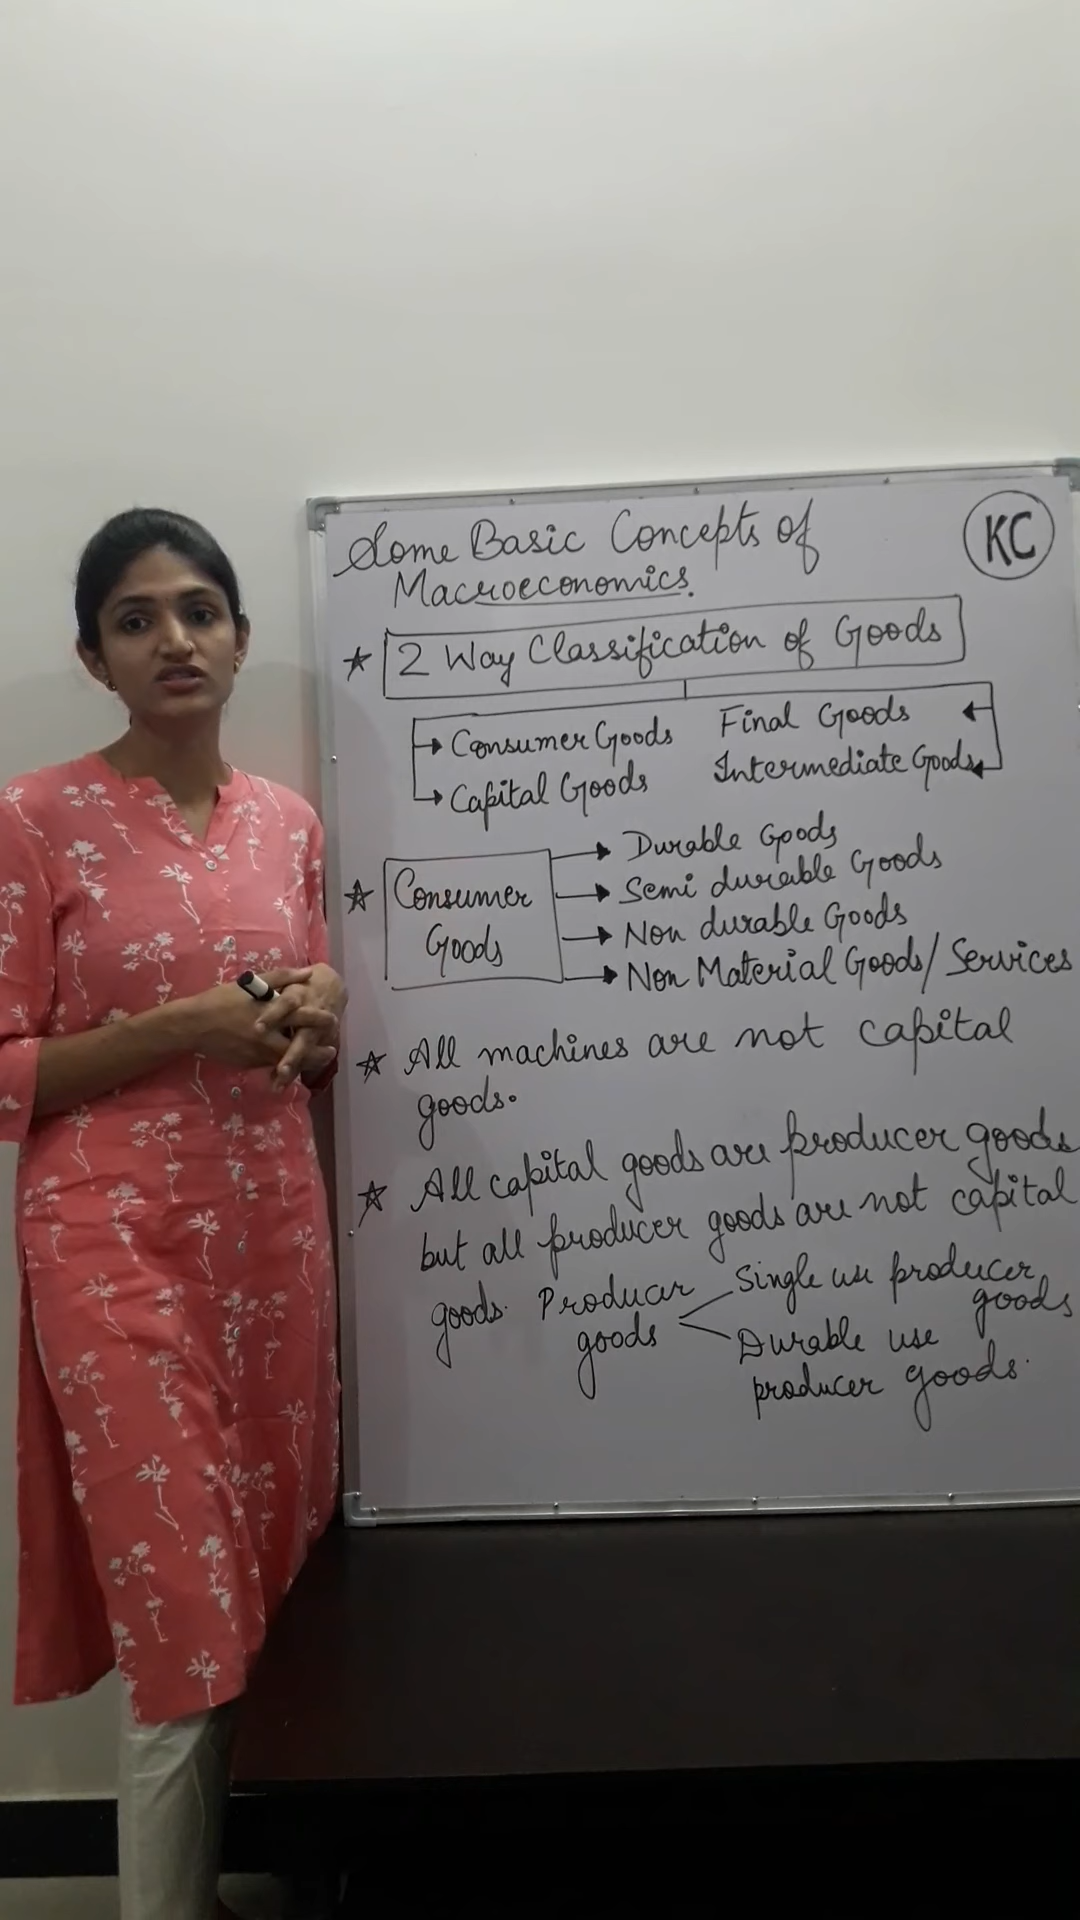 Some Basic Concepts of
Macroeconomics.
KC
2 Way Classification of Goods
Consumer Goods
Capital Goods
Final Goods
Intermediate Goods
Consumer
Goods
Durable Goods
Semi durable Goods
Non durable Goods
Non Material Goods/Services
All machines are not capital
goods.
All capital goods are producer goods
but all producer goods are not capital
goods. Producer
goods
Single use producer
goods
Durable use
producer goods.